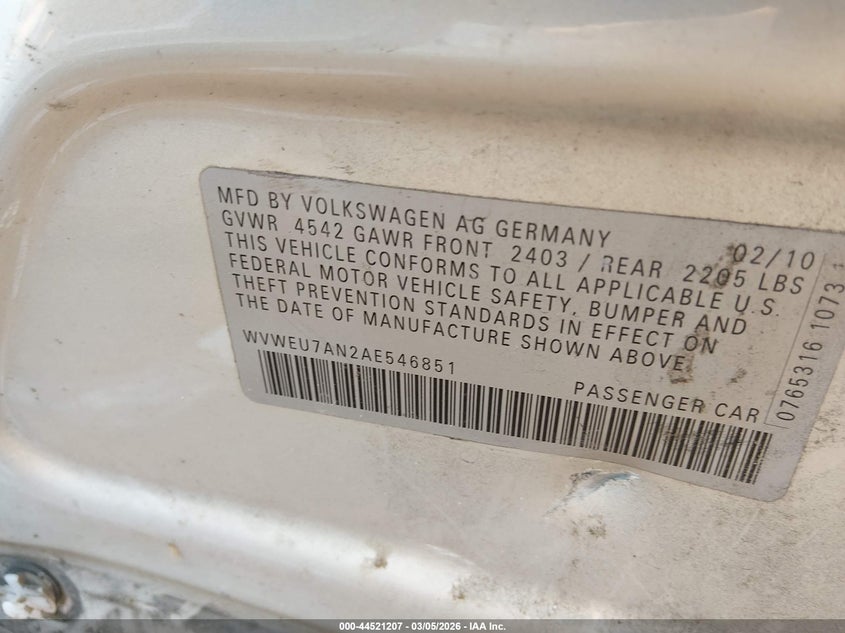 MFD BY VOLKSWAGEN AG GERMANY 02/10
GVWR 4542 GAWR FRONT 2403 / REAR 2205 LBS
THIS VEHICLE CONFORMS TO ALL APPLICABLE U.S.
FEDERAL MOTOR VEHICLE SAFETY, BUMPER AND
THEFT PREVENTION STANDARDS IN EFFECT ON
THE DATE OF MANUFACTURE SHOWN ABOVE
WVWEU7AN2AE546851
PASSENGER CAR
0765316 1073
000-44521207 - 03/05/2026 - IAA Inc.